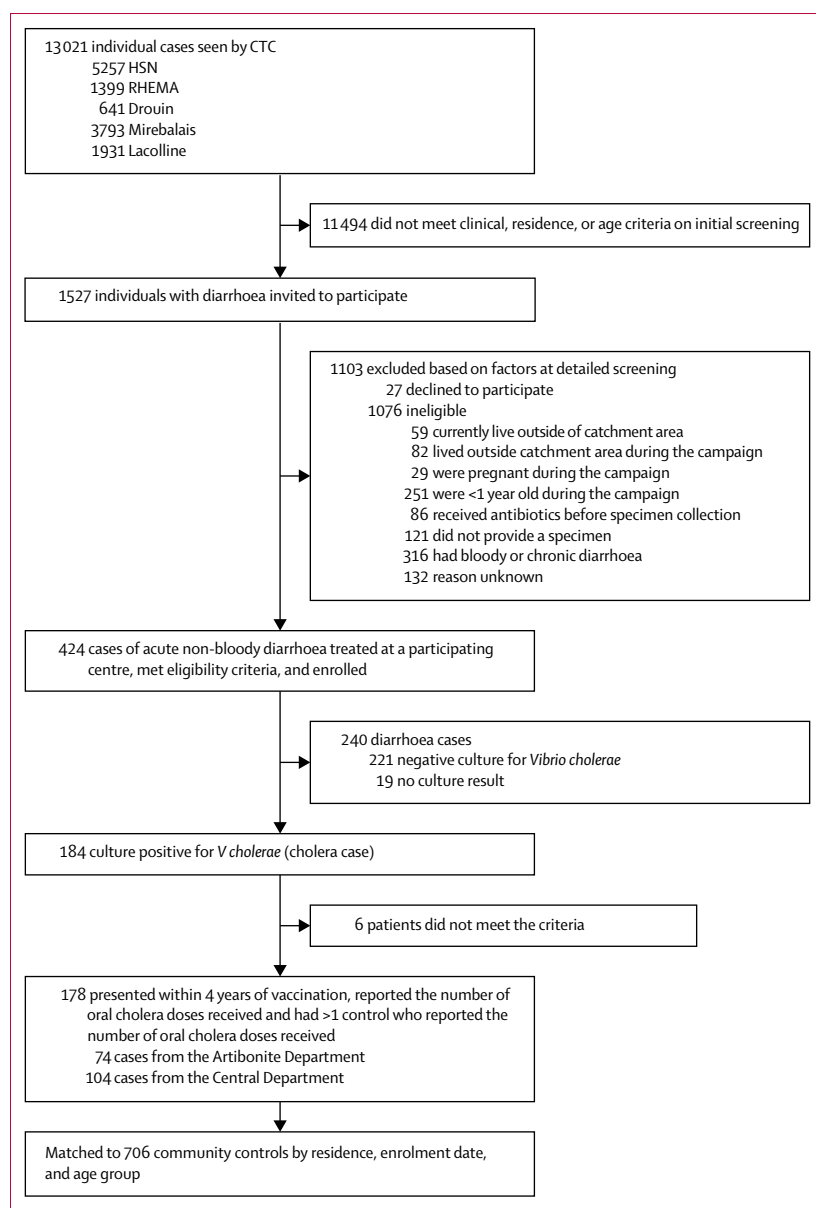 13 021 individual cases seen by CTC
5257 HSN
1399 RHEMA
641 Drouin
3793 Mirebalais
1931 Lacolline
11 494 did not meet clinical, residence, or age criteria on initial screening
1527 individuals with diarrhoea invited to participate
1103 excluded based on factors at detailed screening
27 declined to participate
1076 ineligible
59 currently live outside of catchment area
82 lived outside catchment area during the campaign
29 were pregnant during the campaign
251 were <1 year old during the campaign
86 received antibiotics before specimen collection
121 did not provide a specimen
316 had bloody or chronic diarrhoea
132 reason unknown
424 cases of acute non-bloody diarrhoea treated at a participating
centre, met eligibility criteria, and enrolled
240 diarrhoea cases
221 negative culture for Vibrio cholerae
19 no culture result
184 culture positive for V cholerae (cholera case)
6 patients did not meet the criteria
178 presented within 4 years of vaccination, reported the number of
oral cholera doses received and had >1 control who reported the
number of oral cholera doses received
74 cases from the Artibonite Department
104 cases from the Central Department
Matched to 706 community controls by residence, enrolment date,
and age group